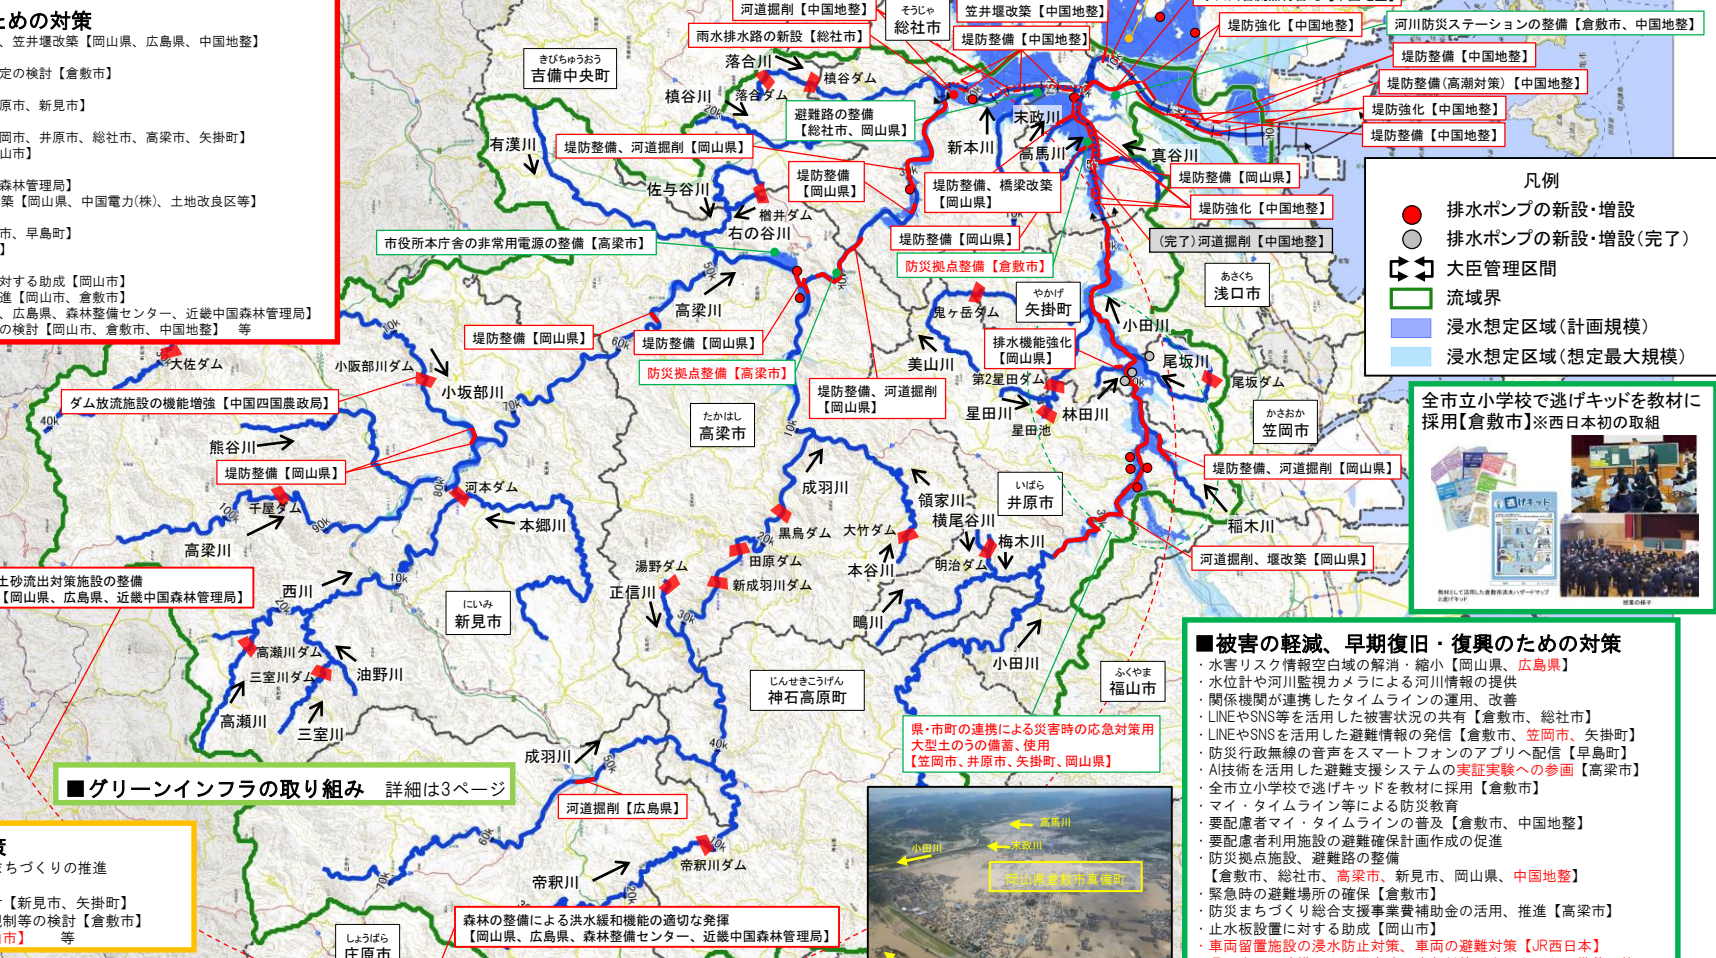 ための対策
、笠井堰改築【岡山県、広島県、中国地整】
定の検討【倉敷市】
原市、新見市】
岡市、井原市、総社市、高梁市、矢掛町】
山市】
森林管理局】
築【岡山県、中国電力(株)、土地改良区等】
市、早島町】
】
対する助成【岡山市】
進【岡山市、倉敷市】
、広島県、森林整備センター、近畿中国森林管理局】
の検討【岡山市、倉敷市、中国地整】 等
河道掘削【中国地整】
そうじゃ
総社市
笠井堰改築【中国地整】
雨水排水路の新設【総社市】
堤防整備【中国地整】
堤防強化【中国地整】
河川防災ステーションの整備【倉敷市、中国地整】
堤防整備【中国地整】
堤防整備(高潮対策)【中国地整】
堤防強化【中国地整】
堤防整備【中国地整】
きびちゅうおう
吉備中央町
落合川
槙谷ダム
槙谷川
落合ダム
20k
避難路の整備
【総社市、岡山県】
末政川
新本川
高馬川
真谷川
有漢川
堤防整備、河道掘削【岡山県】
佐与谷川
堤防整備
【岡山県】
堤防整備、橋梁改築
【岡山県】
堤防整備【岡山県】
堤防強化【中国地整】
楢井ダム
右の谷川
市役所本庁舎の非常用電源の整備【高梁市】
堤防整備【岡山県】
(完了)河道掘削【中国地整】
防災拠点整備【倉敷市】
凡例
排水ポンプの新設・増設
排水ポンプの新設・増設(完了)
大臣管理区間
流域界
浸水想定区域(計画規模)
浸水想定区域(想定最大規模)
あさくち
浅口市
やかげ
矢掛町
鬼ヶ岳ダム
小田川
50k
高梁川
堤防整備【岡山県】
堤防整備【岡山県】
60k
防災拠点整備【高梁市】
美山川
排水機能強化
【岡山県】
尾坂川
尾坂ダム
第2星田ダム
星田川
星田池
林田川
堤防整備、河道掘削
【岡山県】
大佐ダム
小阪部川ダム
小坂部川
70k
ダム放流施設の機能増強【中国四国農政局】
40k
熊谷川
堤防整備【岡山県】
たかはし
高梁市
10k
かさおか
笠岡市
堤防整備、河道掘削【岡山県】
全市立小学校で逃げキッドを教材に
採用【倉敷市】※西日本初の取組
逃げキッド
教材として活用した倉敷市洪水ハザードマップ
と逃げキッド
授業の様子
80k
河本ダム
千屋ダム
100k
90k
高梁川
本郷川
成羽川
領家川
いばら
井原市
稲木川
黒鳥ダム
大竹ダム
横尾谷川
梅木川
20k
田原ダム
本谷川
明治ダム
河道掘削、堰改築【岡山県】
土砂流出対策施設の整備
【岡山県、広島県、近畿中国森林管理局】
西川
10k
20k
にいみ
新見市
湯野ダム
新成羽川ダム
正信川
30k
鴫川
小田川
高瀬川ダム
三室川ダム
油野川
高瀬川
三室川
じんせきこうげん
神石高原町
ふくやま
福山市
県・市町の連携による災害時の応急対策用
大型土のうの備蓄、使用
【笠岡市、井原市、矢掛町、岡山県】
成羽川
50k
40k
■グリーンインフラの取り組み 詳細は3ページ
河道掘削【広島県】
60k
70k
10k
帝釈川ダム
帝釈川
20k
高馬川
小田川
末政川
岡山県倉敷市真備町
策
まちづくりの推進
【新見市、矢掛町】
規制等の検討【倉敷市】
山市】 等
しょうばら
庄原市
森林の整備による洪水緩和機能の適切な発揮
【岡山県、広島県、森林整備センター、近畿中国森林管理局】
■被害の軽減、早期復旧・復興のための対策
・水害リスク情報空白域の解消・縮小【岡山県、広島県】
・水位計や河川監視カメラによる河川情報の提供
・関係機関が連携したタイムラインの運用、改善
・LINEやSNS等を活用した被害状況の共有【倉敷市、総社市】
・LINEやSNSを活用した避難情報の発信【倉敷市、笠岡市、矢掛町】
・防災行政無線の音声をスマートフォンのアプリへ配信【早島町】
・AI技術を活用した避難支援システムの実証実験への参画【高梁市】
・全市立小学校で逃げキッドを教材に採用【倉敷市】
・マイ・タイムライン等による防災教育
・要配慮者マイ・タイムラインの普及【倉敷市、中国地整】
・要配慮者利用施設の避難確保計画作成の促進
・防災拠点施設、避難路の整備
【倉敷市、総社市、高梁市、新見市、岡山県、中国地整】
・緊急時の避難場所の確保【倉敷市】
・防災まちづくり総合支援事業費補助金の活用、推進【高梁市】
・止水板設置に対する助成【岡山市】
・車両留置施設の浸水防止対策、車両の避難対策【JR西日本】